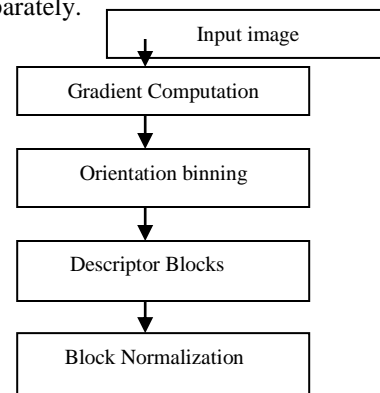 parately.
Input image
Gradient Computation
Orientation binning
Descriptor Blocks
Block Normalization